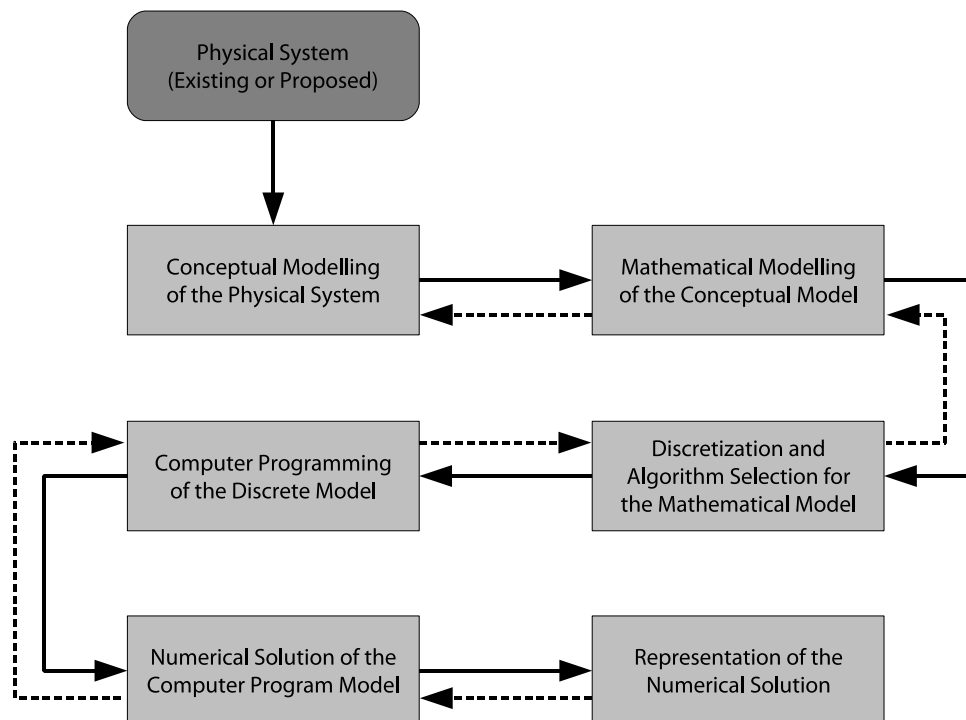 Physical System
(Existing or Proposed)
Conceptual Modelling
of the Physical System
Mathematical Modelling
of the Conceptual Model
Computer Programming
of the Discrete Model
Discretization and
Algorithm Selection for
the Mathematical Model
Numerical Solution of the
Computer Program Model
Representation of the
Numerical Solution